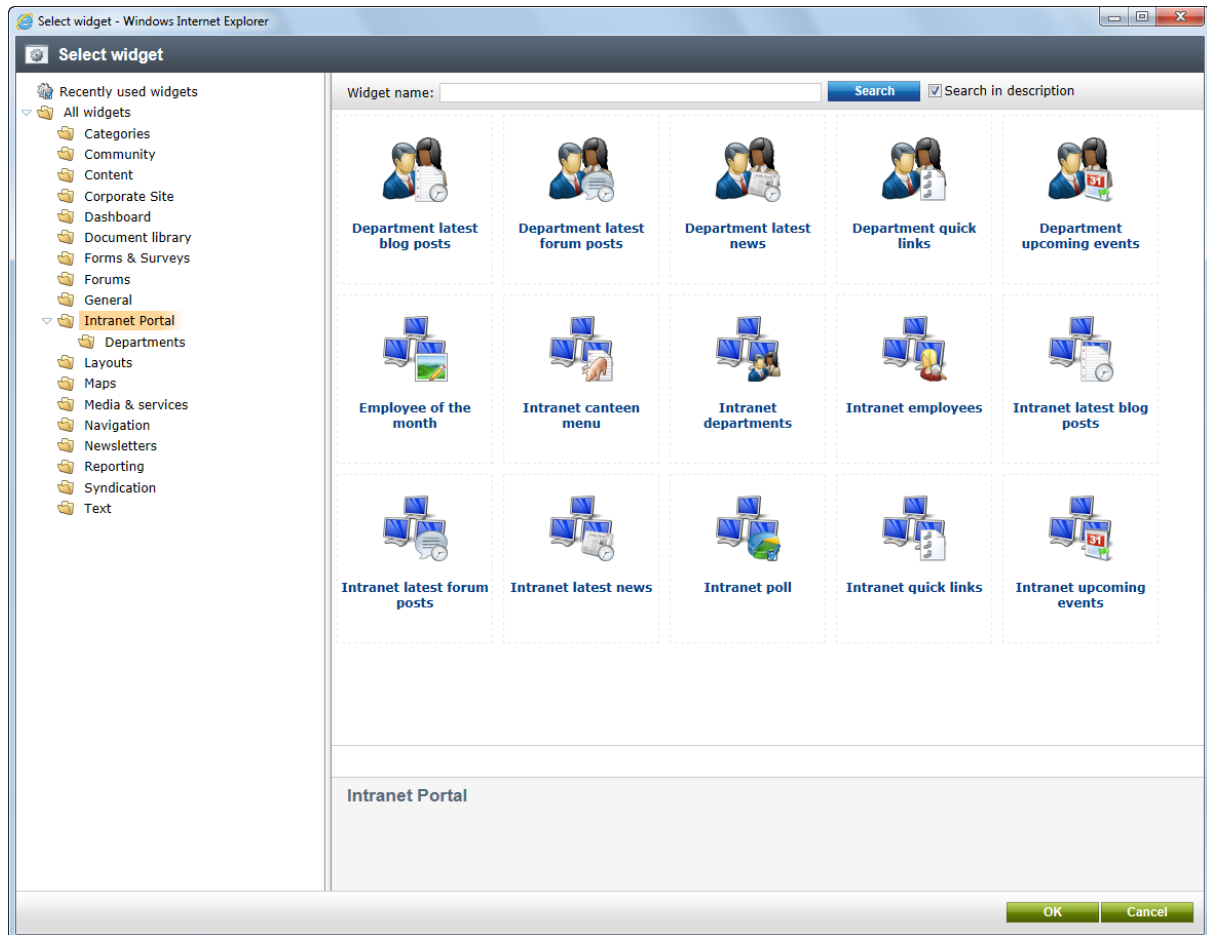 Select widget - Windows Internet Explorer
Select widget
Recently used widgets
All widgets
Categories
Community
Content
Corporate Site
Dashboard
Document library
Forms & Surveys
Forums
General
Intranet Portal
Departments
Layouts
Maps
Media & services
Navigation
Newsletters
Reporting
Syndication
Text
Widget name:
Search
Search in description
Department latest
blog posts
Department latest
forum posts
Department latest
news
Department quick
links
31
Department
upcoming events
Employee of the
month
Intranet canteen
menu
Intranet
departments
Intranet employees
Intranet latest blog
posts
Intranet latest forum
posts
Intranet latest news
Intranet poll
Intranet quick links
31
Intranet upcoming
events
Intranet Portal
OK
Cancel